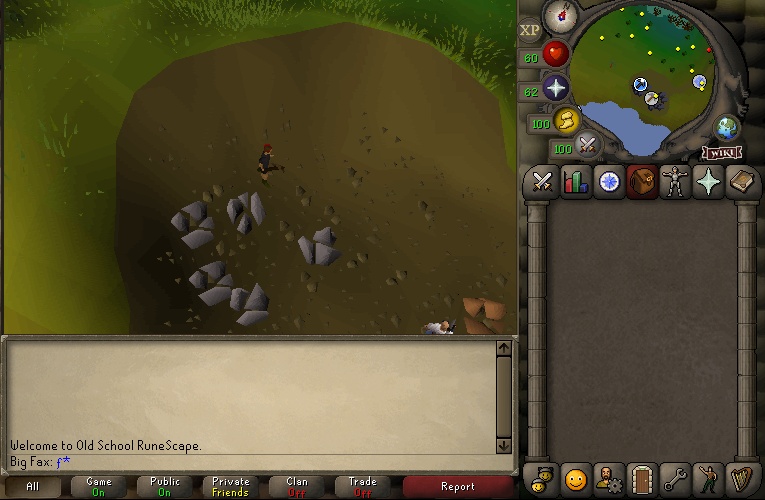 XP
60
62
100
100
WIKI
Welcome to Old School RuneScape.
Big Fax: f*
All
Game
On
Public
On
Private
Friends
Clan
Off
Trade
Off
Report